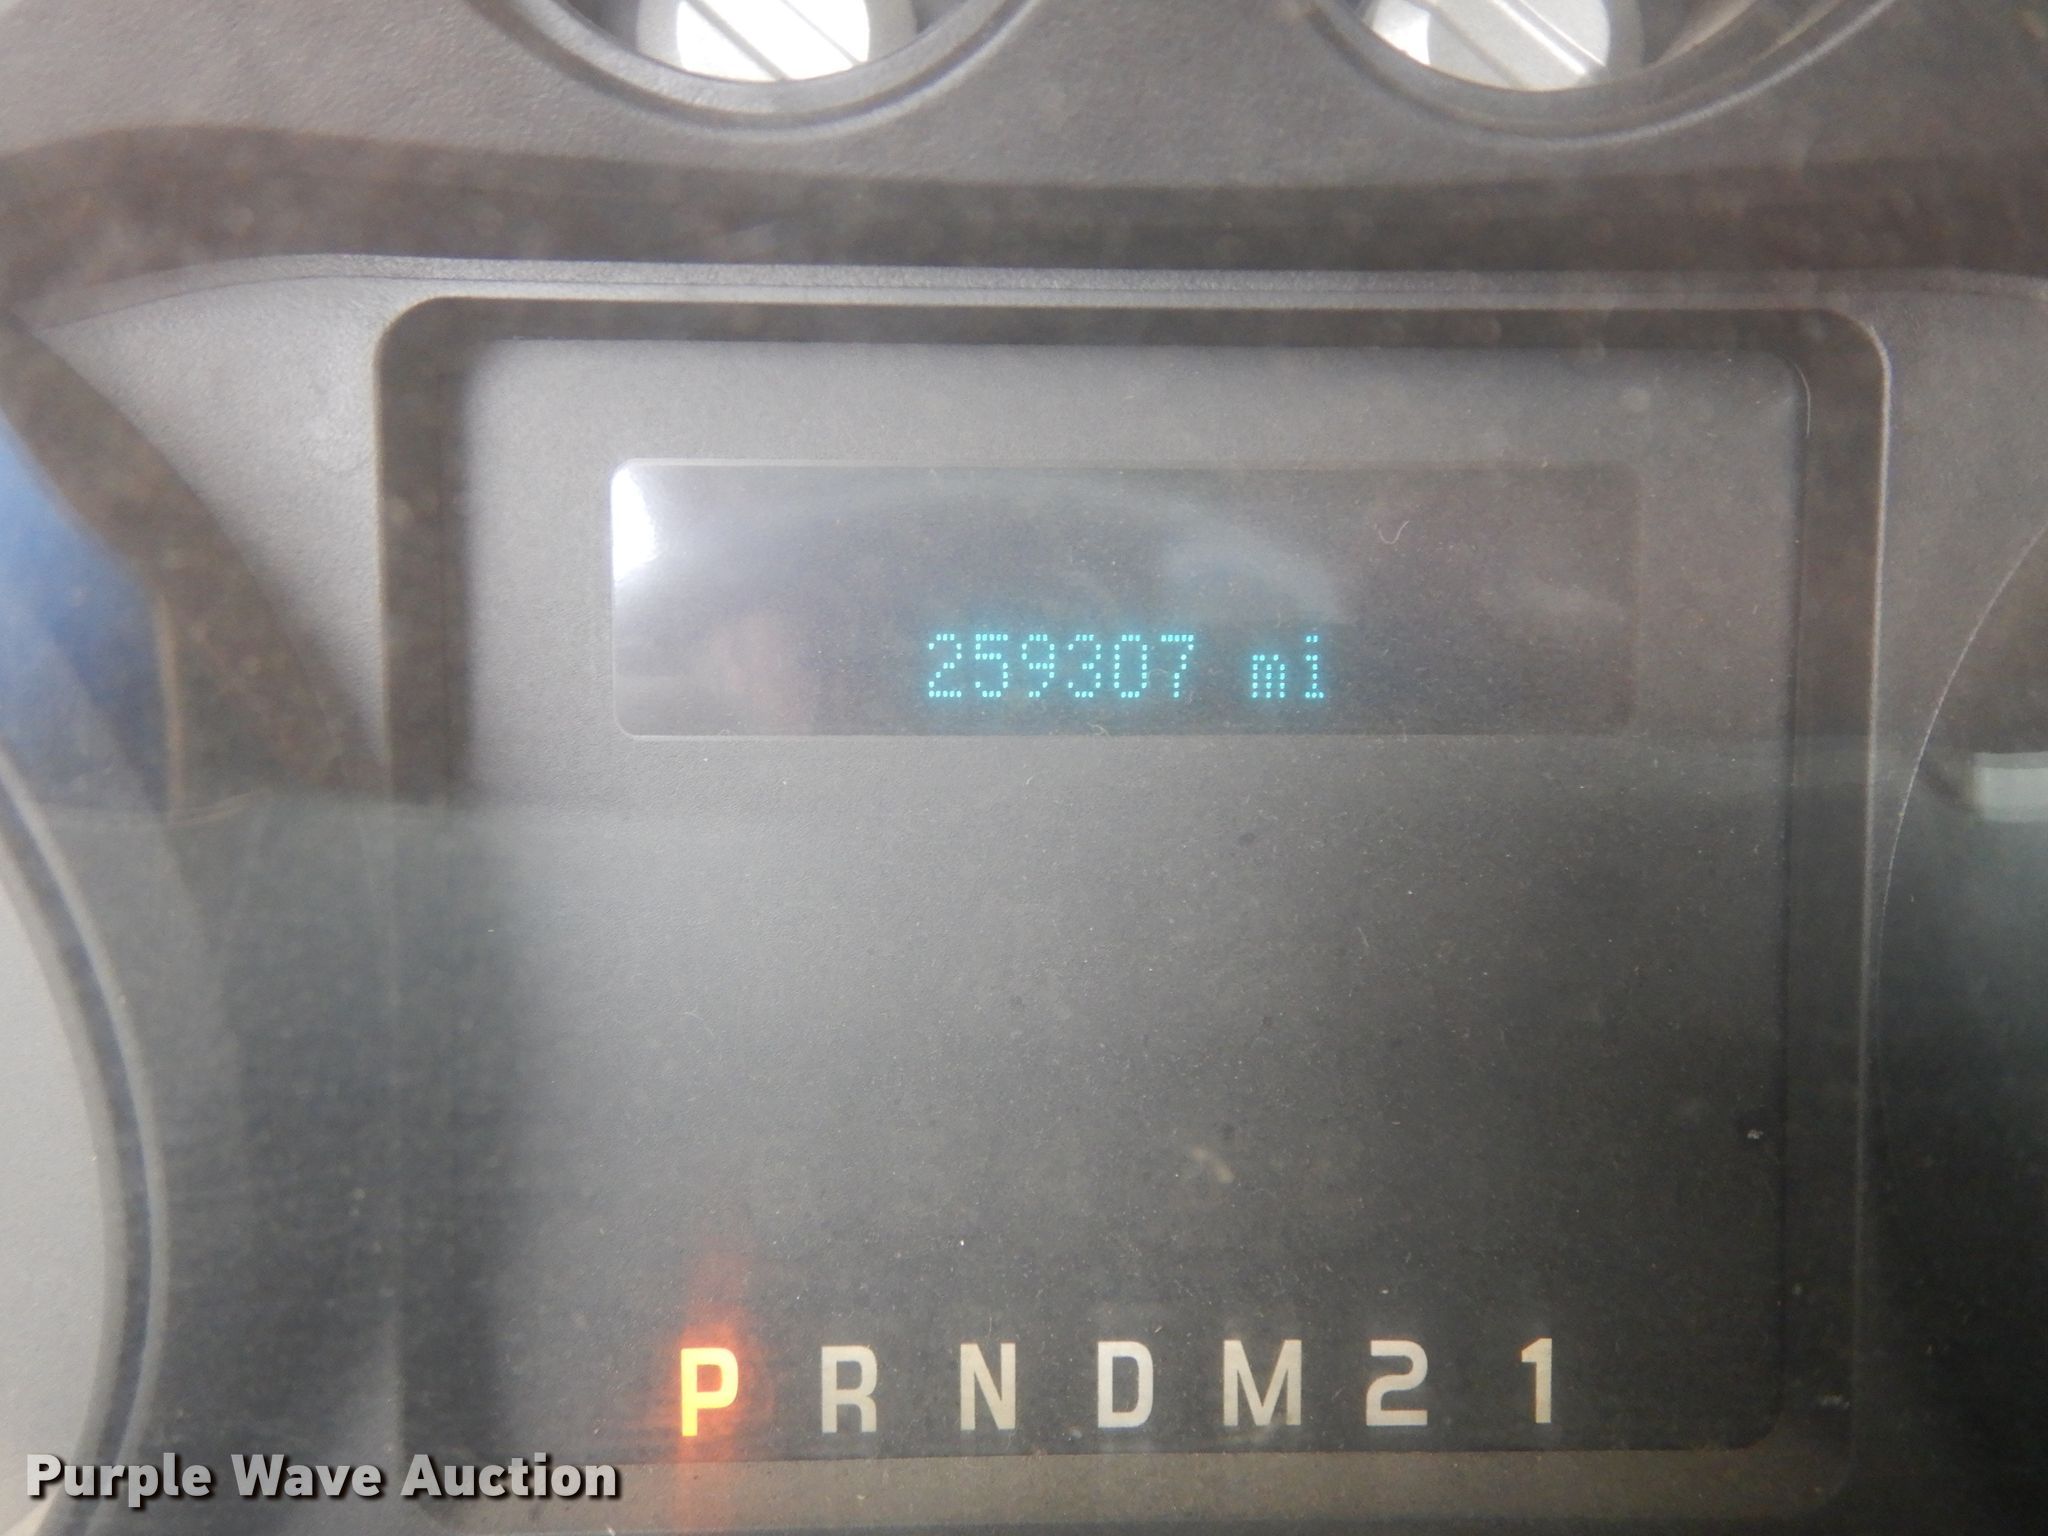 259307 mi
P R N D M 2 1
Purple Wave Auction